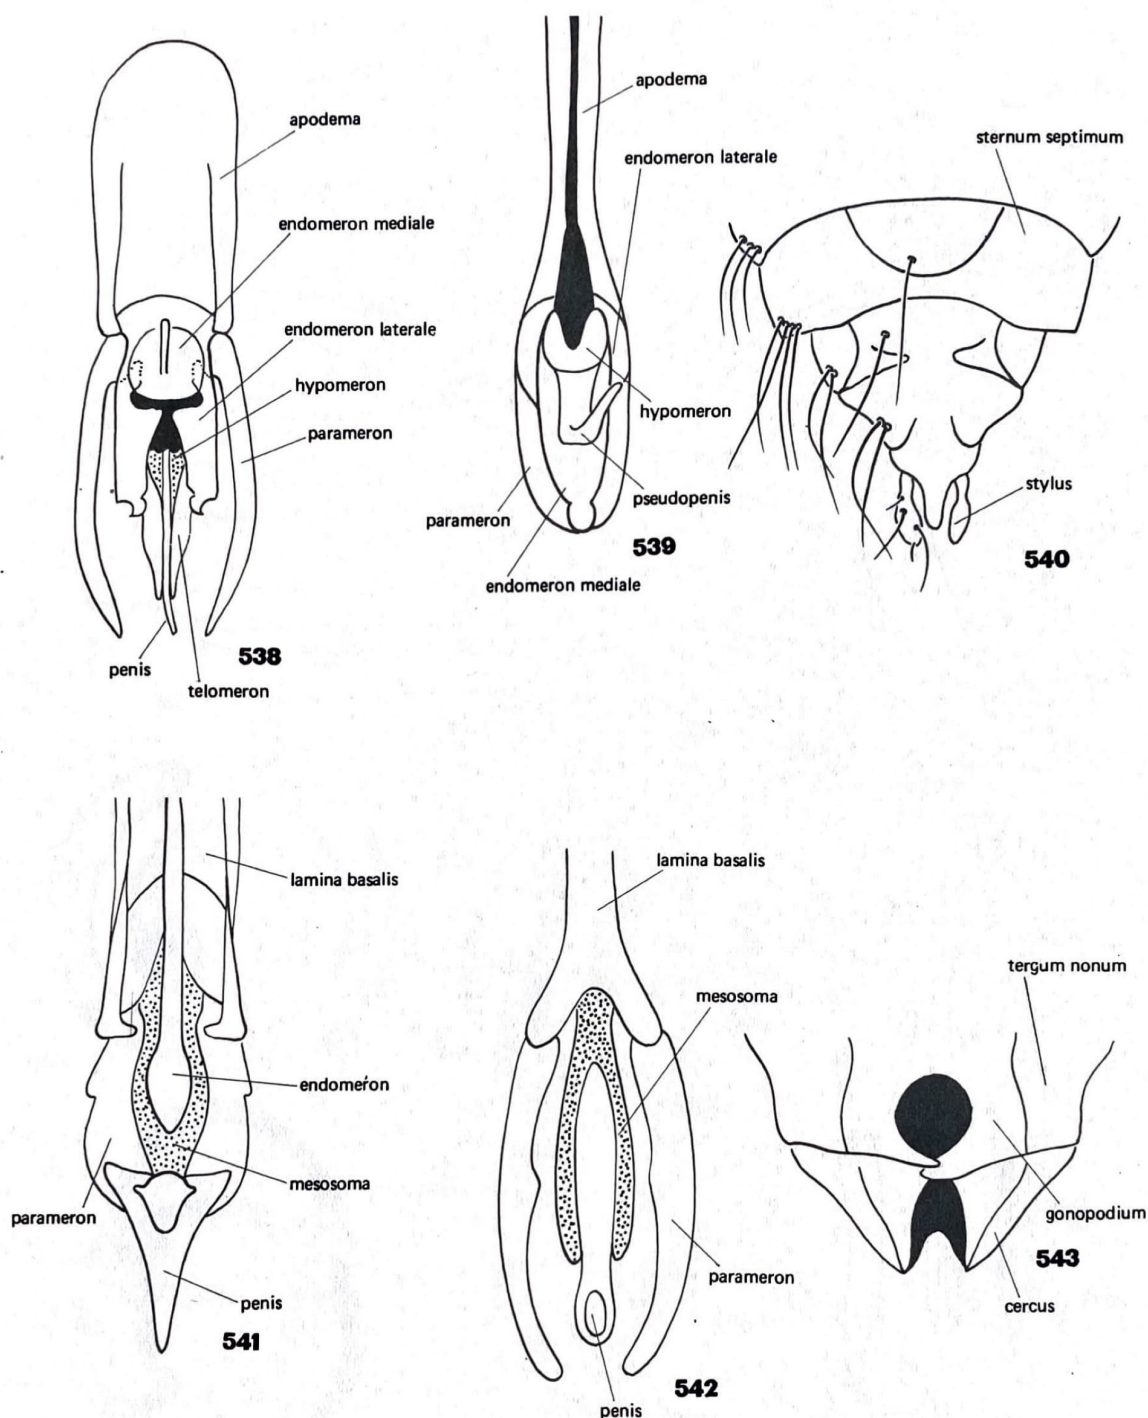 apodema
endomeron mediale
endomeron laterale
hypomeron
parameron
penis
telomeron
538
apodema
endomeron laterale
hypomeron
pseudopenis
parameron
endomeron mediale
539
sternum septimum
stylus
540
lamina basalis
endomeron
mesosoma
parameron
penis
541
lamina basalis
mesosoma
parameron
penis
542
tergum nonum
gonopodium
cercus
543